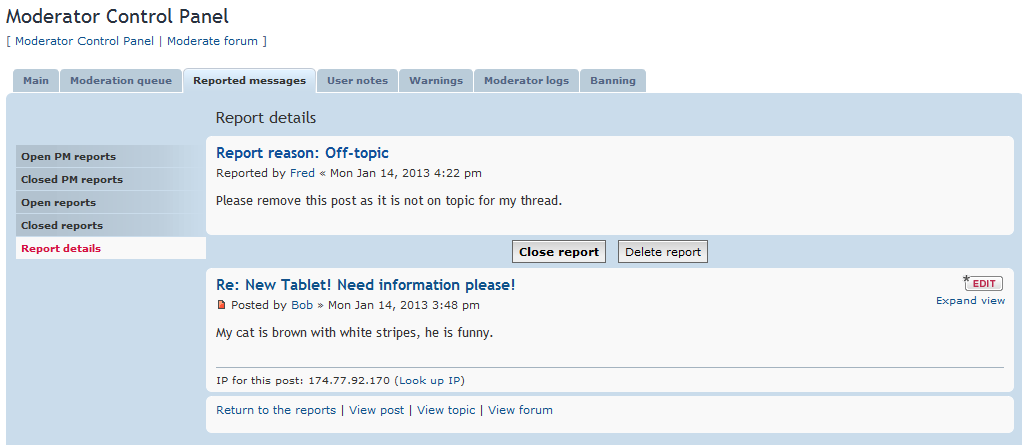 Moderator Control Panel
[ Moderator Control Panel | Moderate forum ]
Main Moderation queue Reported messages User notes Warnings Moderator logs Banning
Report details
Open PM reports
Closed PM reports
Open reports
Closed reports
Report details
Report reason: Off-topic
Reported by Fred « Mon Jan 14, 2013 4:22 pm
Please remove this post as it is not on topic for my thread.
Close report Delete report
Re: New Tablet! Need information please!
*EDIT
Posted by Bob » Mon Jan 14, 2013 3:48 pm
Expand view
My cat is brown with white stripes, he is funny.
IP for this post: 174.77.92.170 (Look up IP)
Return to the reports | View post | View topic | View forum